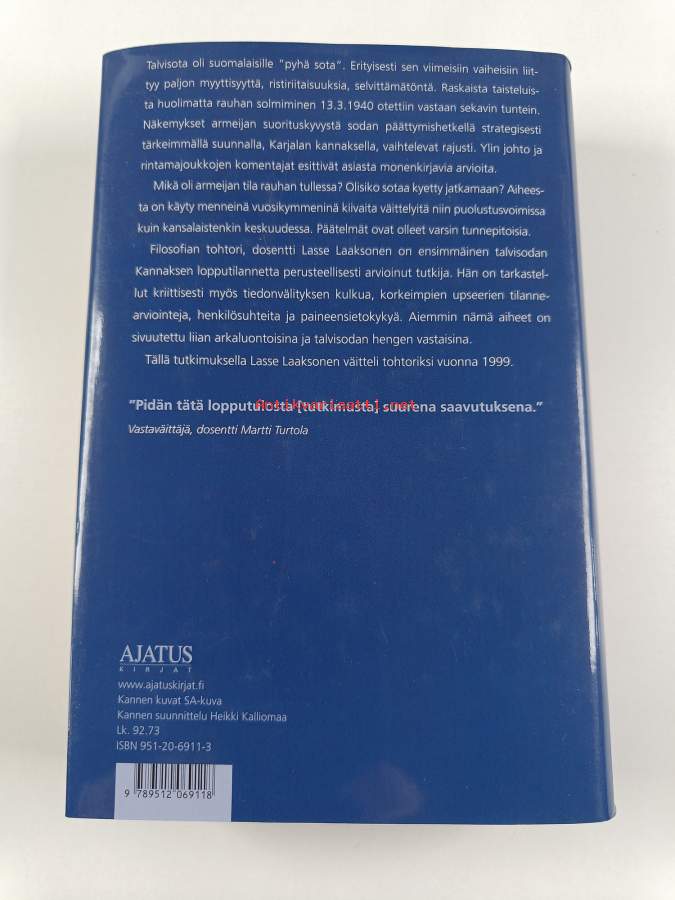 Talvisota oli suomalaisille "pyhä sota". Erityisesti sen viimeisiin vaiheisiin liit-
tyy paljon myyttisyyttä, ristiriitaisuuksia, selvittämätöntä. Raskaista taisteluis-
ta huolimatta rauhan solmiminen 13.3.1940 otettiin vastaan sekavin tuntein.
Näkemykset armeijan suorituskyvystä sodan päättymishetkellä strategisesti
tärkeimmällä suunnalla, Karjalan kannaksella, vaihtelevat rajusti. Ylin johto ja
rintamajoukkojen komentajat esittivät asiasta monenkirjavia arvioita.
Mikä oli armeijan tila rauhan tullessa? Olisiko sotaa kyetty jatkamaan? Aihees-
ta on käyty menneinä vuosikymmeninä kiivaita väittelyitä niin puolustusvoimissa
kuin kansalaistenkin keskuudessa. Päätelmät ovat olleet varsin tunnepitoisia.
Filosofian tohtori, dosentti Lasse Laaksonen on ensimmäinen talvisodan
Kannaksen lopputilannetta perusteellisesti arvioinut tutkija. Hän on tarkastel-
lut kriittisesti myös tiedonvälityksen kulkua, korkeimpien upseerien tilanne-
arviointeja, henkilösuhteita ja paineensietokykyä. Aiemmin nämä aiheet on
sivuutettu liian arkaluontoisina ja talvisodan hengen vastaisina.
Tällä tutkimuksella Lasse Laaksonen väitteli tohtoriksi vuonna 1999.
"Pidän tätä lopputulosta [tutkimusta] suurena saavutuksena."
Antikvariaatti.net
Vastaväittäjä, dosentti Martti Turtola
AJATUS
KIRJAT
www.ajatuskirjat.fi
Kannen kuvat SA-kuva
Kannen suunnittelu Heikki Kalliomaa
Lk. 92.73
ISBN 951-20-6911-3
9 789512 069118